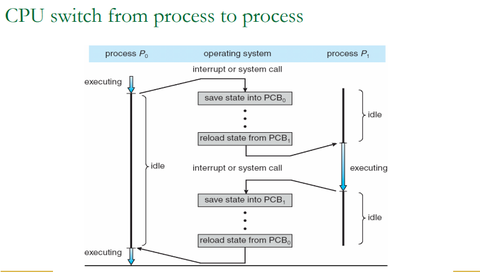 CPU switch from process to process
process P0 operating system process P1
interrupt or system call
executing
save state into PCB0
idle
reload state from PCB1
idle interrupt or system call executing
save state into PCB1
idle
reload state from PCB0
executing